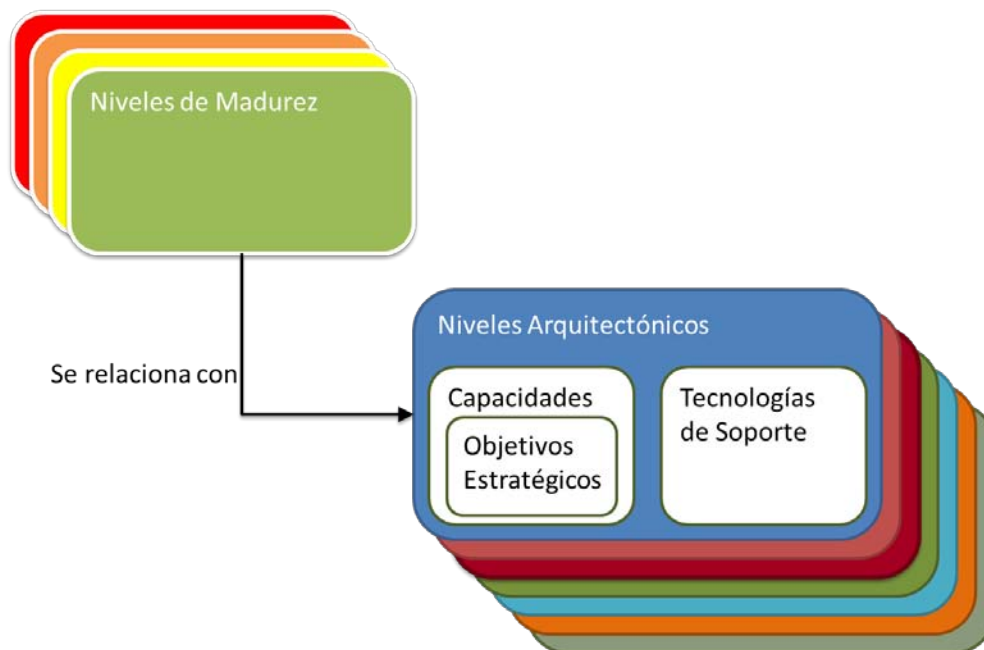 Niveles de Madurez
Niveles Arquitectónicos
Se relaciona con
Capacidades
Objetivos
Estratégicos
Tecnologías
de Soporte